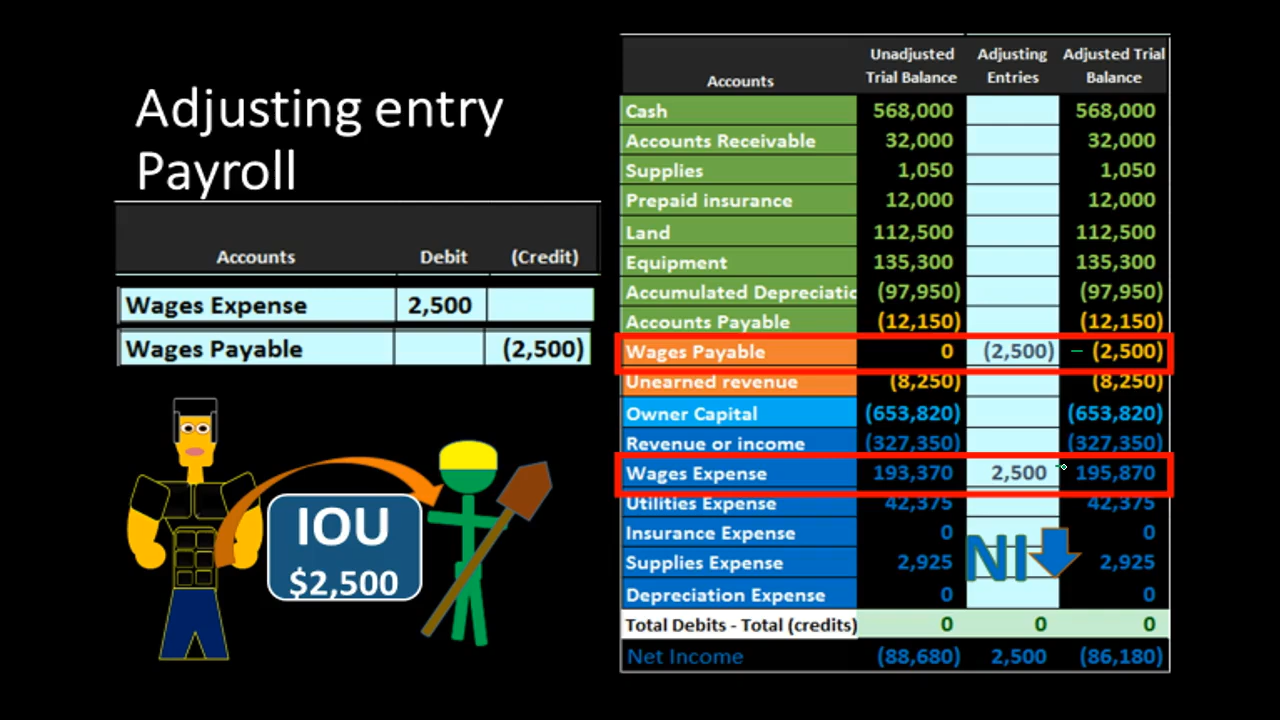 Adjusting entry
Payroll
Accounts Debit (Credit)
Wages Expense 2,500
Wages Payable (2,500)
IOU
$2,500
Unadjusted Adjusting Adjusted Trial
Accounts Trial Balance Entries Balance
Cash 568,000 568,000
Accounts Receivable 32,000 32,000
Supplies 1,050 1,050
Prepaid insurance 12,000 12,000
Land 112,500 112,500
Equipment 135,300 135,300
Accumulated Depreciatic (97,950) (97,950)
Accounts Payable (12,150) (12,150)
Wages Payable 0 (2,500) (2,500)
Unearned revenue (8,250) (8,250)
Owner Capital (653,820) (653,820)
Revenue or income (327,350) (327,350)
Wages Expense 193,370 2,500 195,870
Utilities Expense 42,375 42,375
Insurance Expense 0 0
NI
Supplies Expense 2,925 2,925
Depreciation Expense 0 0
Total Debits - Total (credits) 0 0 0
Net Income (88,680) 2,500 (86,180)